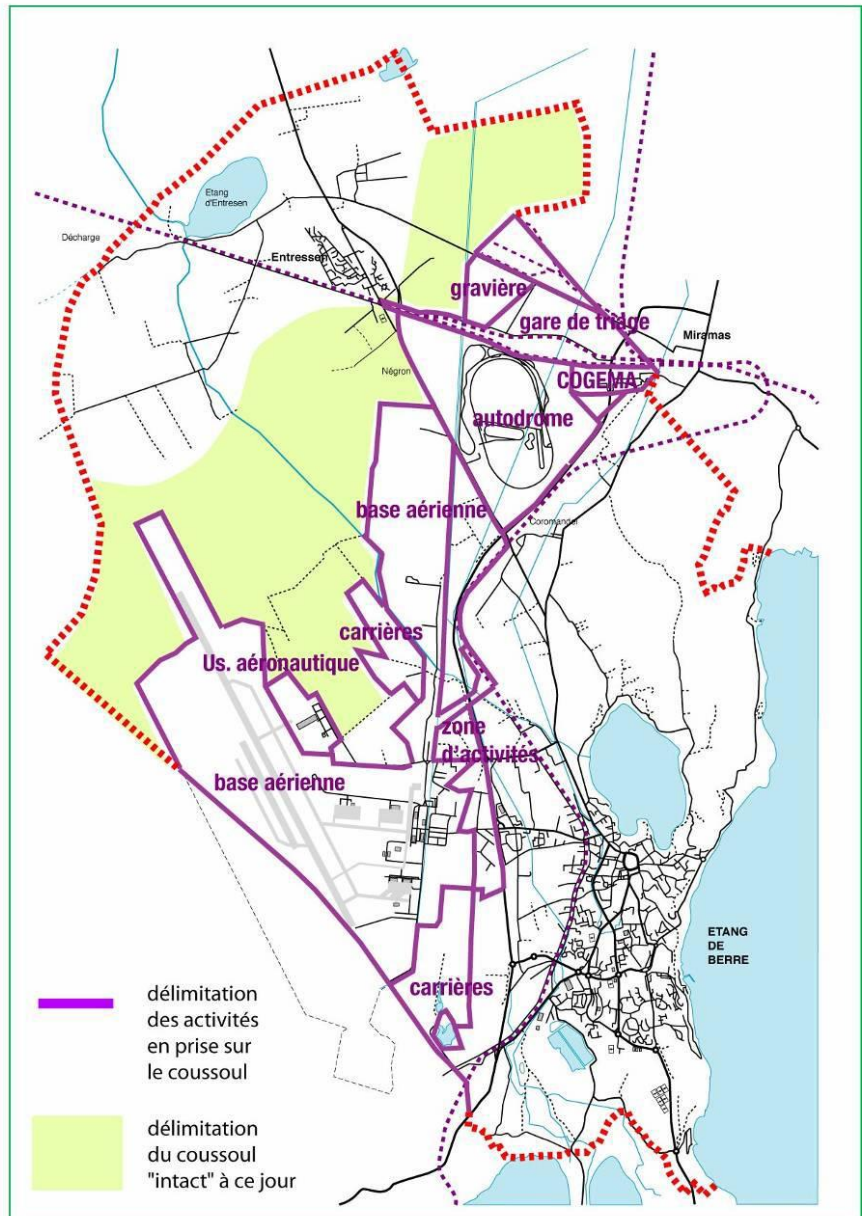 Etang
d'Entresen
Décharge
Entressen
gravière
gare de triage
Miramas
Négron
COGEMA
autodrome
base aérienne
Coromandel
carrières
Us. aéronautique
zone
d'activités
base aérienne
ETANG
DE
BERRE
carrières
délimitation
des activités
en prise sur
le coussoul
délimitation
du coussoul
"intact" à ce jour